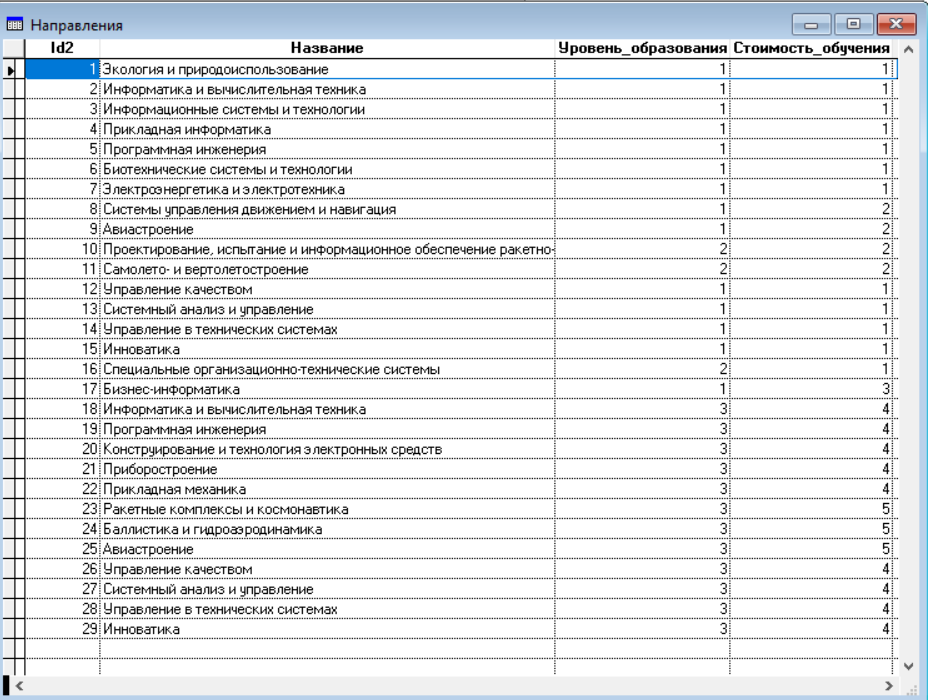 Направления
Id2 Название Уровень_образования Стоимость_обучения
1 Экология и природоиспользование 1 1
2 Информатика и вычислительная техника 1 1
3 Информационные системы и технологии 1 1
4 Прикладная информатика 1 1
5 Программная инженерия 1 1
6 Биотехнические системы и технологии 1 1
7 Электроэнергетика и электротехника 1 1
8 Системы управления движением и навигация 1 2
9 Авиастроение 1 2
10 Проектирование, испытание и информационное обеспечение ракетно- 2 2
11 Самолето- и вертолетостроение 2 2
12 Управление качеством 1 1
13 Системный анализ и управление 1 1
14 Управление в технических системах 1 1
15 Инноватика 1 1
16 Специальные организационно-технические системы 2 1
17 Бизнес-информатика 1 3
18 Информатика и вычислительная техника 3 4
19 Программная инженерия 3 4
20 Конструирование и технология электронных средств 3 4
21 Приборостроение 3 4
22 Прикладная механика 3 4
23 Ракетные комплексы и космонавтика 3 5
24 Баллистика и гидроаэродинамика 3 5
25 Авиастроение 3 5
26 Управление качеством 3 4
27 Системный анализ и управление 3 4
28 Управление в технических системах 3 4
29 Инноватика 3 4